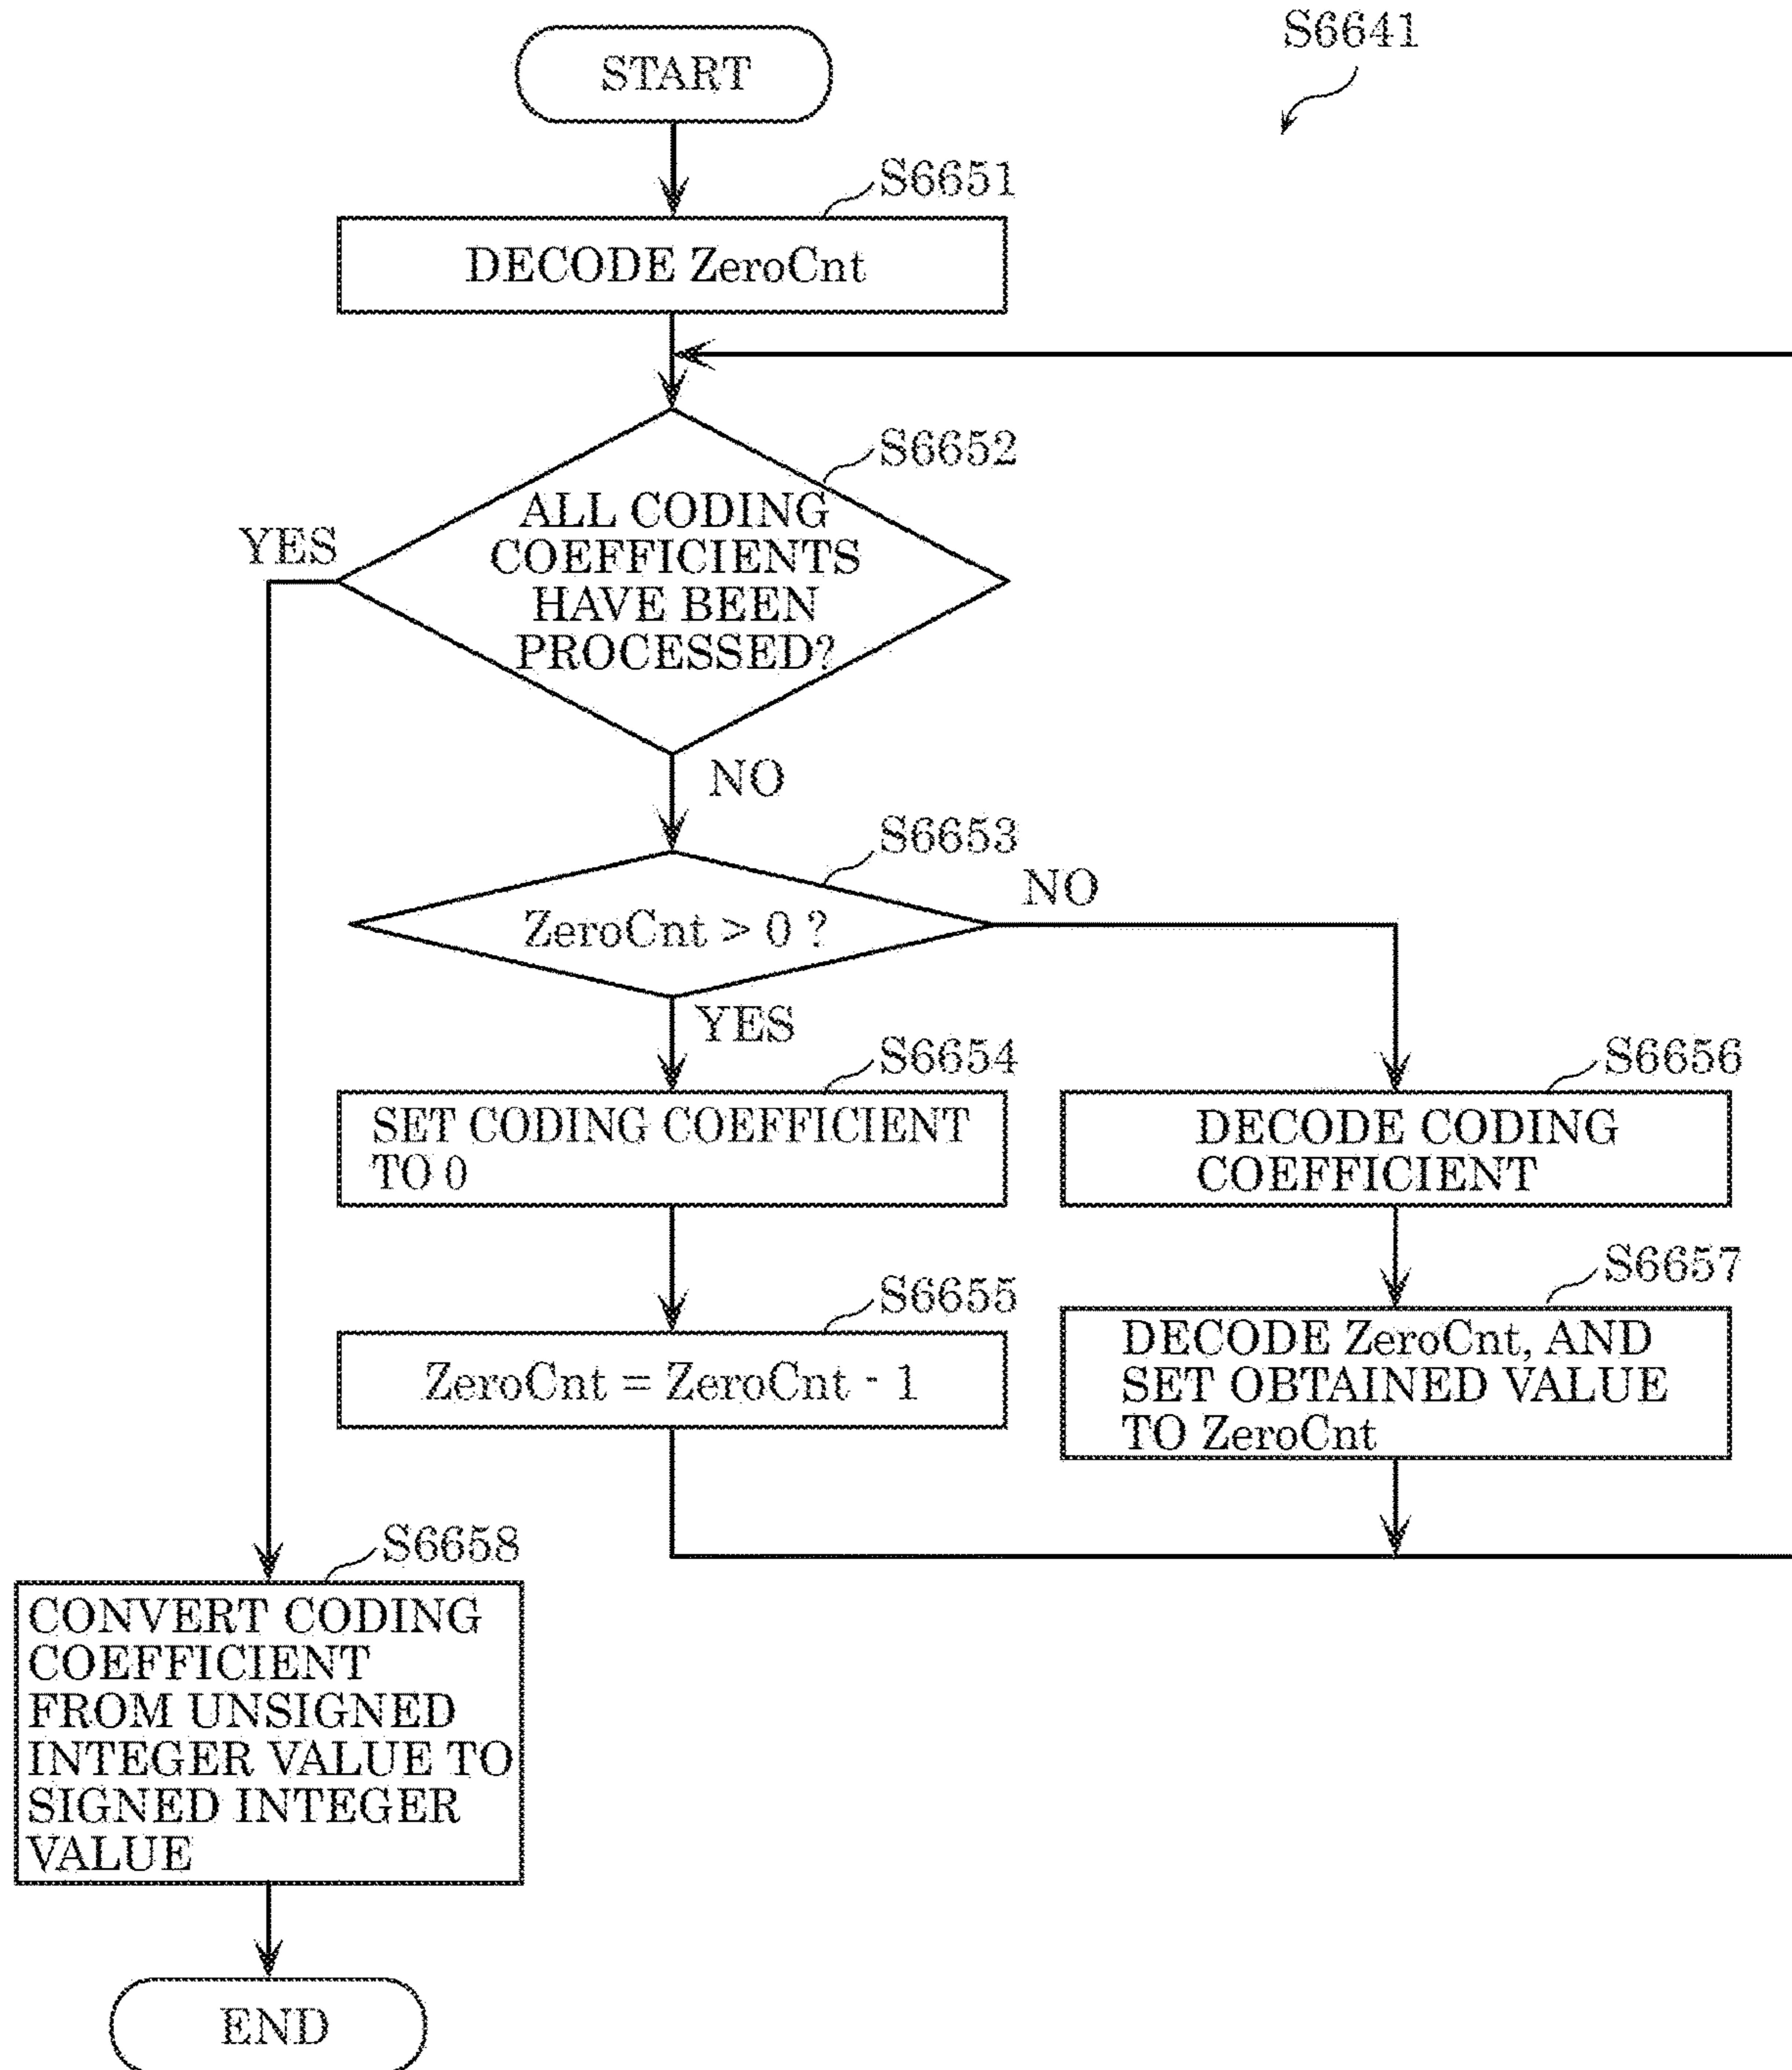 S6641
START
S6651
DECODE ZeroCnt
S6652
ALL CODING
COEFFICIENTS
HAVE BEEN
PROCESSED?
YES
NO
S6653
ZeroCnt > 0 ?
NO
YES
S6654
SET CODING COEFFICIENT
TO 0
S6656
DECODE CODING
COEFFICIENT
S6655
ZeroCnt = ZeroCnt - 1
S6657
DECODE ZeroCnt, AND
SET OBTAINED VALUE
TO ZeroCnt
S6658
CONVERT CODING
COEFFICIENT
FROM UNSIGNED
INTEGER VALUE TO
SIGNED INTEGER
VALUE
END